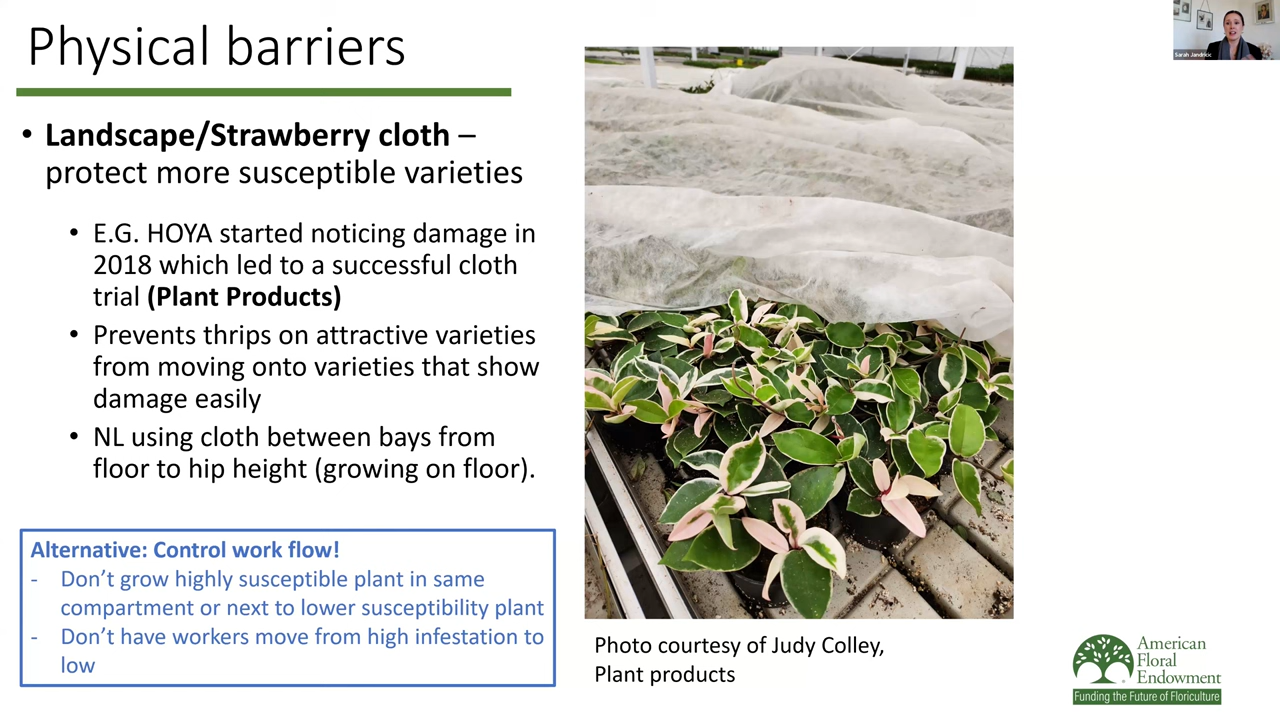 Physical barriers
• Landscape/Strawberry cloth –
protect more susceptible varieties
• E.G. HOYA started noticing damage in
2018 which led to a successful cloth
trial (Plant Products)
• Prevents thrips on attractive varieties
from moving onto varieties that show
damage easily
• NL using cloth between bays from
floor to hip height (growing on floor).
Alternative: Control work flow!
- Don’t grow highly susceptible plant in same
compartment or next to lower susceptibility plant
- Don’t have workers move from high infestation to
low
Photo courtesy of Judy Colley,
Plant products
Sarah Jandricic
American
Floral
Endowment
Funding the Future of Floriculture